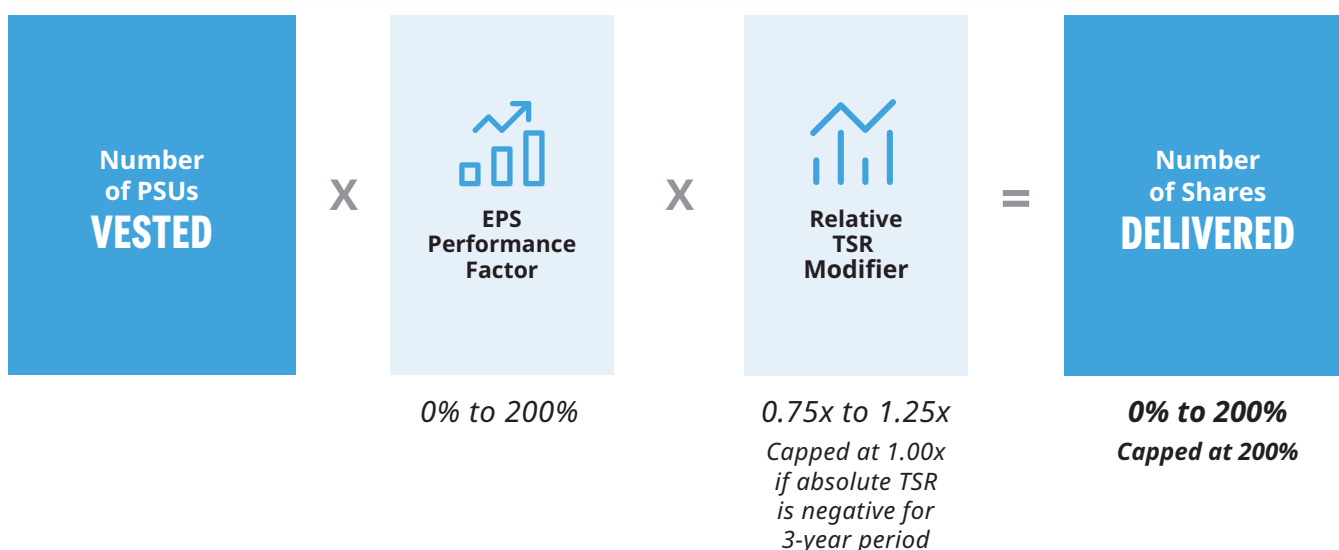 Number
of PSUs
VESTED
X
EPS
Performance
Factor
X
Relative
TSR
Modifier
=
Number
of Shares
DELIVERED
0% to 200%
0.75x to 1.25x
Capped at 1.00x
if absolute TSR
is negative for
3-year period
0% to 200%
Capped at 200%